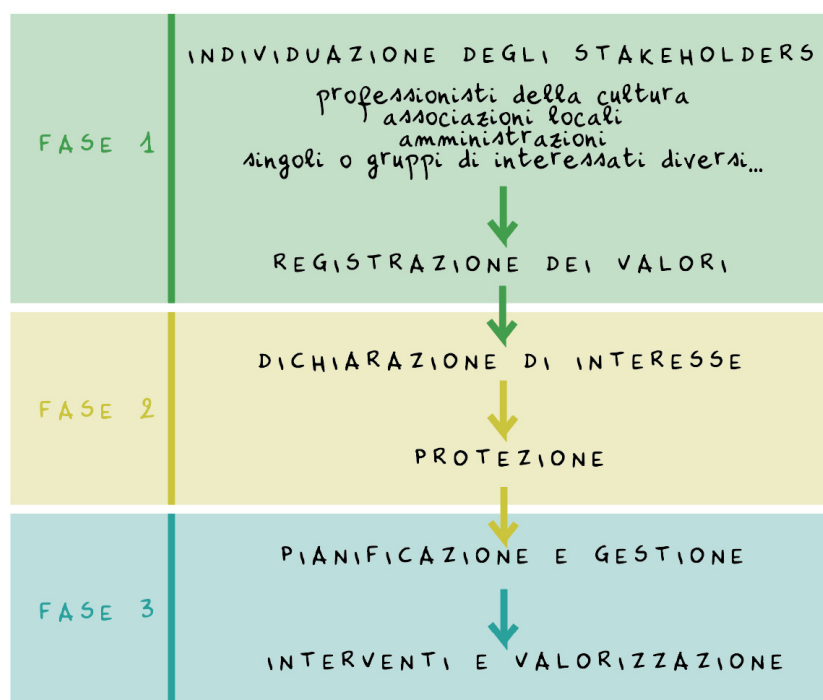 INDIVIDUAZIONE DEGLI STAKEHOLDERS
professionisti della cultura
associazioni locali
amministrazioni
singoli o gruppi di interessati diversi...
FASE 1
REGISTRAZIONE DEI VALORI
DICHIARAZIONE DI INTERESSE
FASE 2
PROTEZIONE
PIANIFICAZIONE E GESTIONE
FASE 3
INTERVENTI E VALORIZZAZIONE